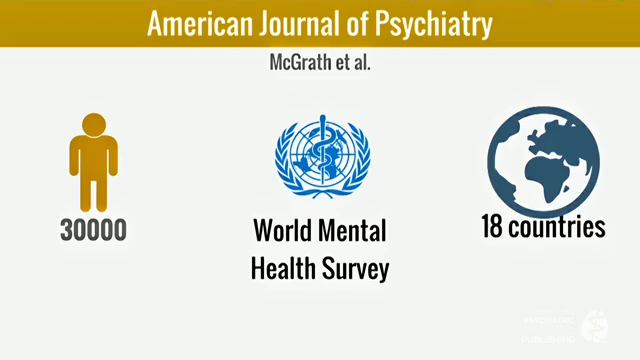 American Journal of Psychiatry
McGrath et al.
30000
World Mental
Health Survey
18 countries
PUBLISHING